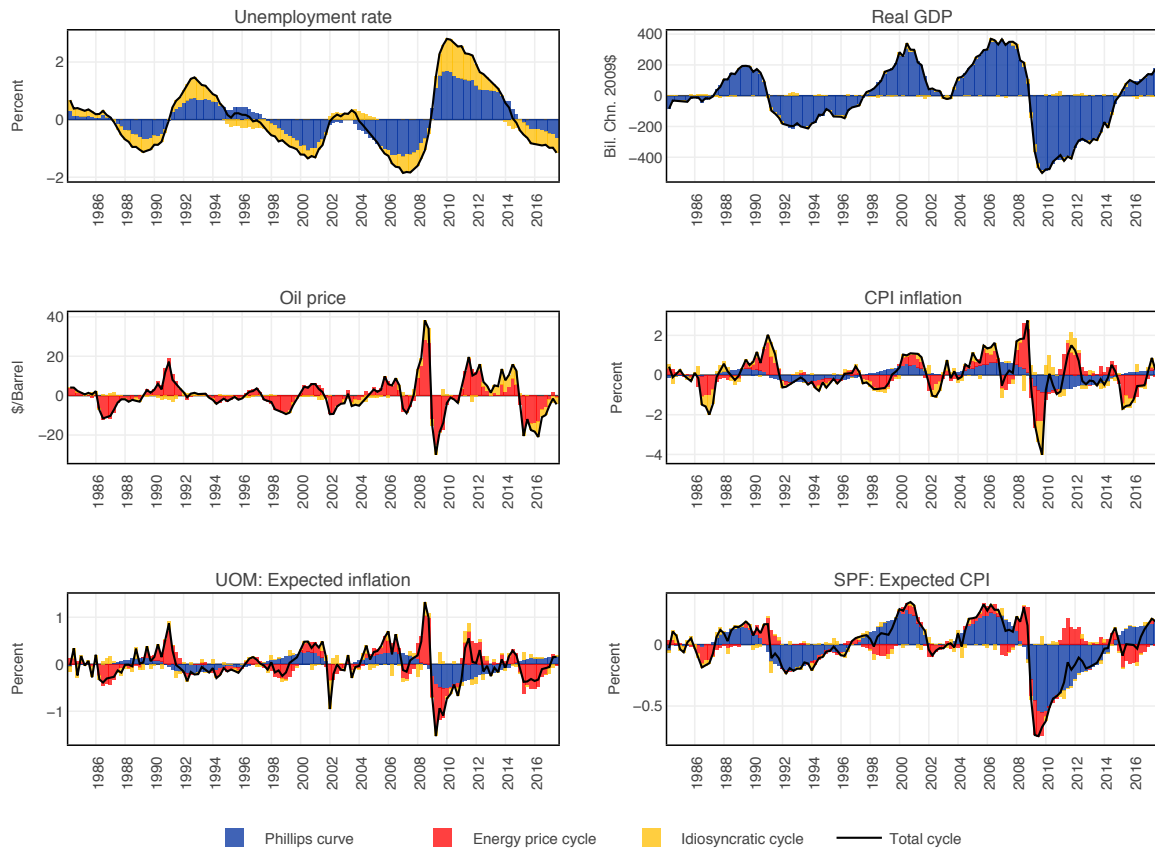 Unemployment rate
Percent
2
0
−2
1986 1988 1990 1992 1994 1996 1998 2000 2002 2004 2006 2008 2010 2012 2014 2016
Real GDP
Bil. Chn. 2009$
400
200
0
−200
−400
1986 1988 1990 1992 1994 1996 1998 2000 2002 2004 2006 2008 2010 2012 2014 2016
Oil price
$/Barrel
40
20
0
−20
1986 1988 1990 1992 1994 1996 1998 2000 2002 2004 2006 2008 2010 2012 2014 2016
CPI inflation
Percent
2
0
−2
−4
1986 1988 1990 1992 1994 1996 1998 2000 2002 2004 2006 2008 2010 2012 2014 2016
UOM: Expected inflation
Percent
1
0
−1
1986 1988 1990 1992 1994 1996 1998 2000 2002 2004 2006 2008 2010 2012 2014 2016
SPF: Expected CPI
Percent
0
−0.5
1986 1988 1990 1992 1994 1996 1998 2000 2002 2004 2006 2008 2010 2012 2014 2016
Phillips curve Energy price cycle Idiosyncratic cycle Total cycle